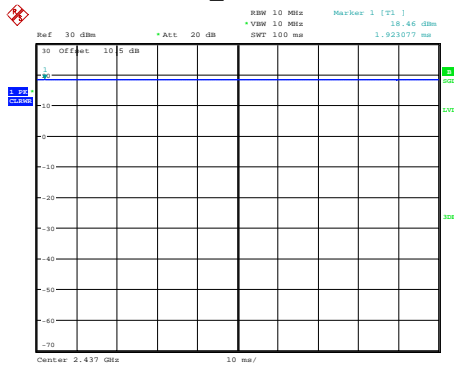 RBW 10 MHz Marker 1 [T1 ]
*VBW 10 MHz 18.46 dBm
Ref 30 dBm *Att 20 dB SWT 100 ms 1.923077 ms
30 Offset 10.5 dB
1
20
1 PK *
CLRWR
10
0
-10
-20
-30
-40
-50
-60
-70
SGL
LVL
3DB
Center 2.437 GHz 10 ms/